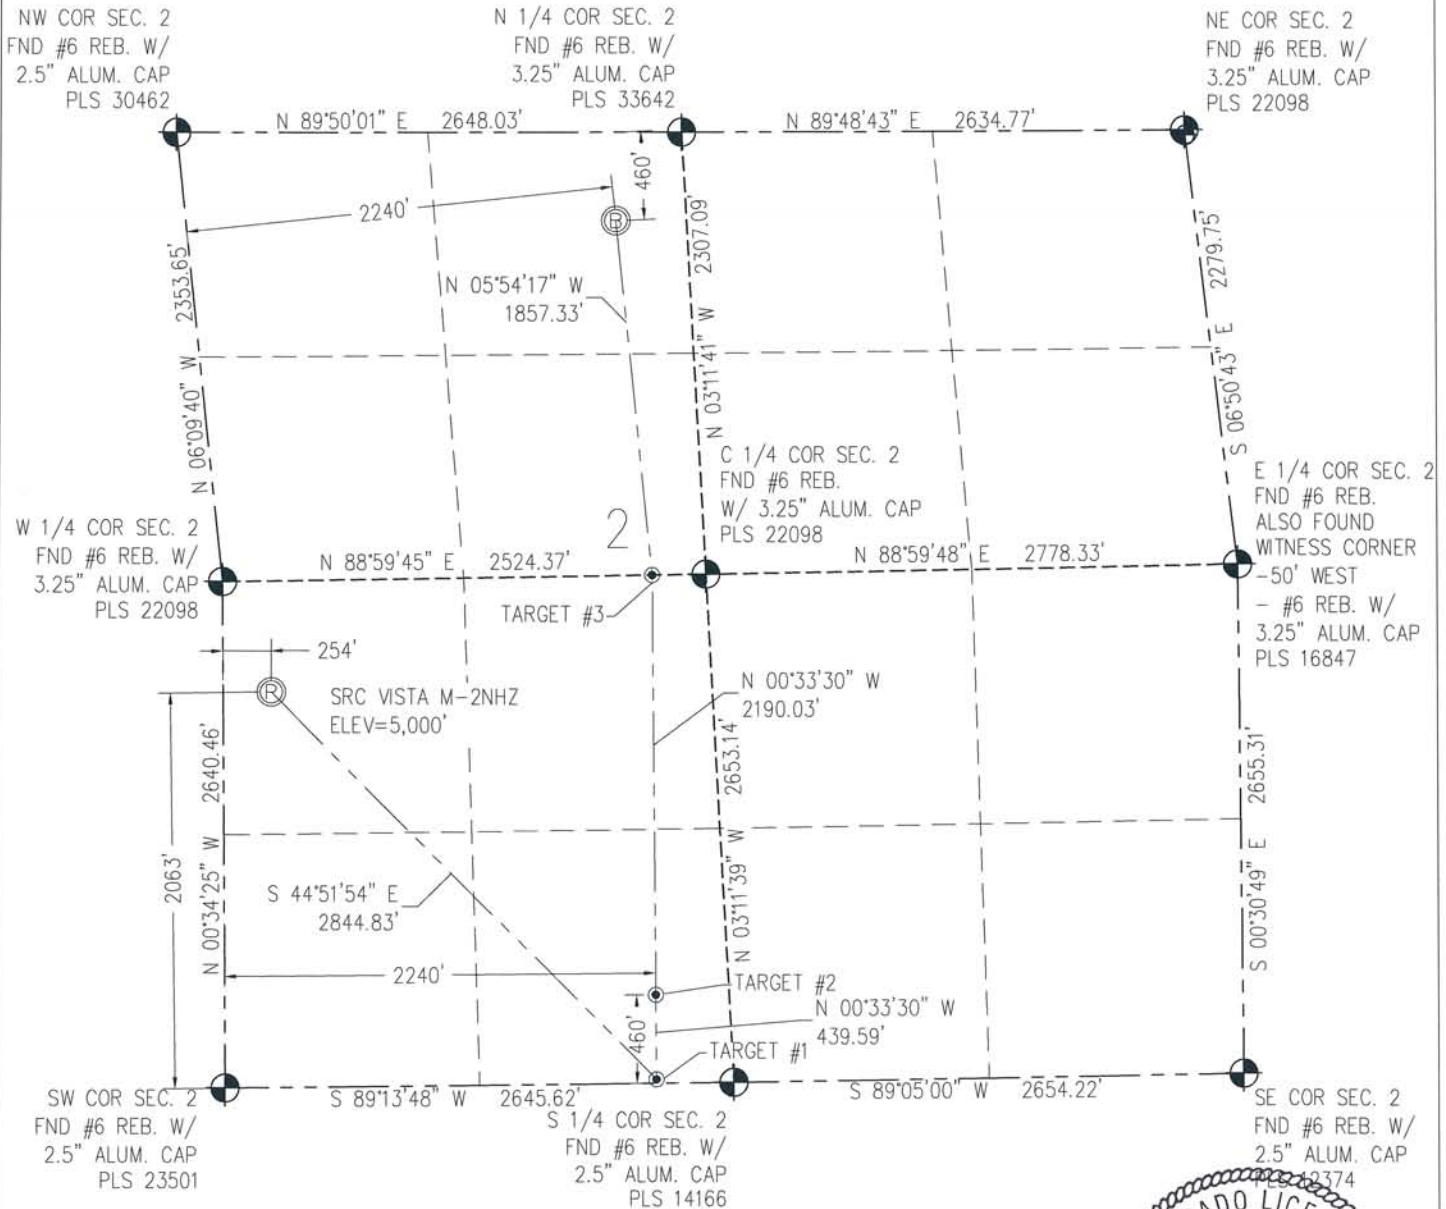 NW COR SEC. 2
FND #6 REB. W/
2.5" ALUM. CAP
PLS 30462
N 1/4 COR SEC. 2
FND #6 REB. W/
3.25" ALUM. CAP
PLS 33642
NE COR SEC. 2
FND #6 REB. W/
3.25" ALUM. CAP
PLS 22098
N 89°50'01" E 2648.03'
N 89°48'43" E 2634.77'
460'
2240'
B
N 06°09'40" W 2353.65'
N 05°54'17" W
1857.33'
N 03°11'41" W 2307.09'
S 06°50'43" E 2279.75'
C 1/4 COR SEC. 2
FND #6 REB.
W/ 3.25" ALUM. CAP
PLS 22098
E 1/4 COR SEC. 2
FND #6 REB.
ALSO FOUND
WITNESS CORNER
-50' WEST
- #6 REB. W/
3.25" ALUM. CAP
PLS 16847
W 1/4 COR SEC. 2
FND #6 REB. W/
3.25" ALUM. CAP
PLS 22098
2
N 88°59'45" E 2524.37'
N 88°59'48" E 2778.33'
TARGET #3
254'
R
SRC VISTA M-2NHZ
ELEV=5,000'
N 00°33'30" W
2190.03'
N 00°34'25" W 2640.46'
2063'
N 03°11'39" W 2653.14'
S 00°30'49" E 2655.31'
S 44°51'54" E
2844.83'
2240'
TARGET #2
460'
N 00°33'30" W
439.59'
TARGET #1
S 89°13'48" W 2645.62'
S 89°05'00" W 2654.22'
SW COR SEC. 2
FND #6 REB. W/
2.5" ALUM. CAP
PLS 23501
S 1/4 COR SEC. 2
FND #6 REB. W/
2.5" ALUM. CAP
PLS 14166
SE COR SEC. 2
FND #6 REB. W/
2.5" ALUM. CAP
PLS 12374